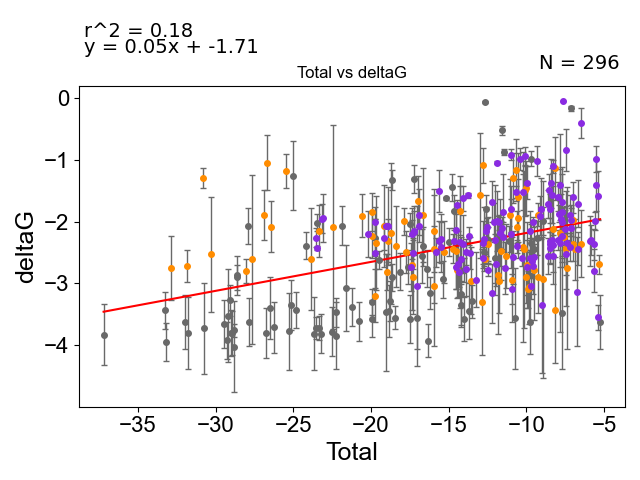 r^2 = 0.18
y = 0.05x + -1.71
N = 296
Total vs deltaG
deltaG
0
−1
−2
−3
−4
−35
−30
−25
−20
−15
−10
−5
Total